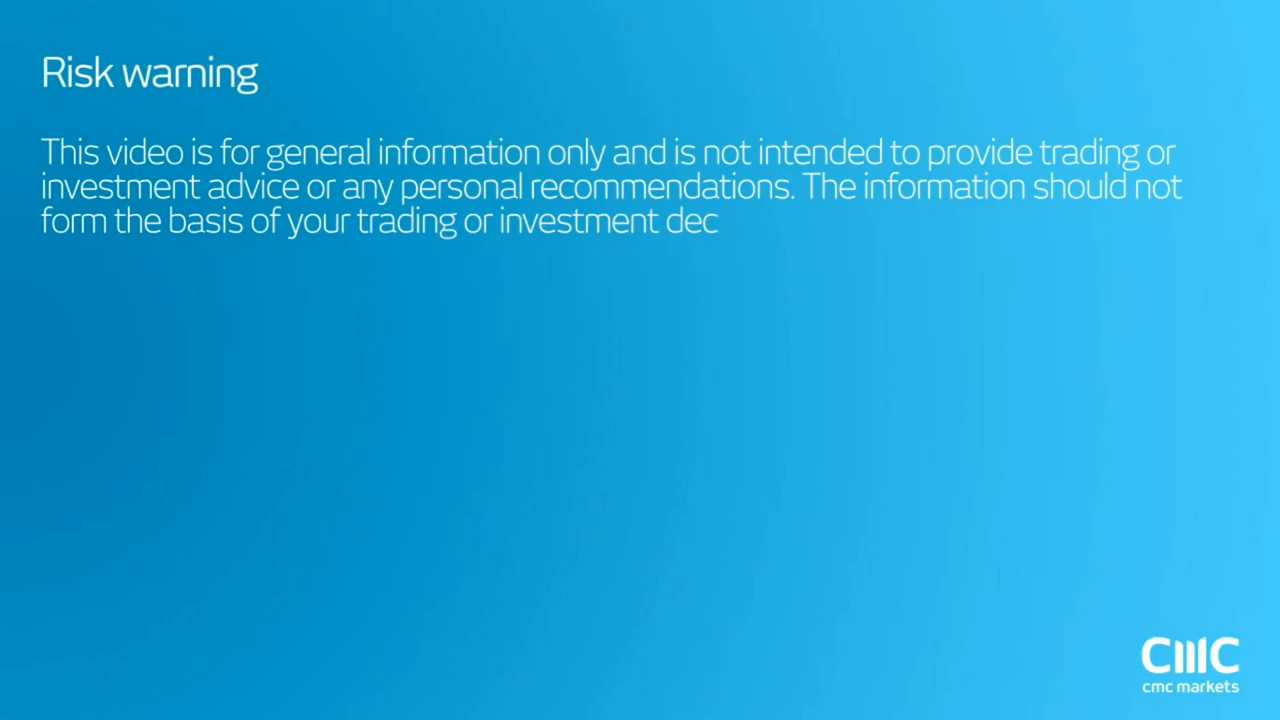 Risk warning
This video is for general information only and is not intended to provide trading or
investment advice or any personal recommendations. The information should not
form the basis of your trading or investment dec
cmc
cmc markets